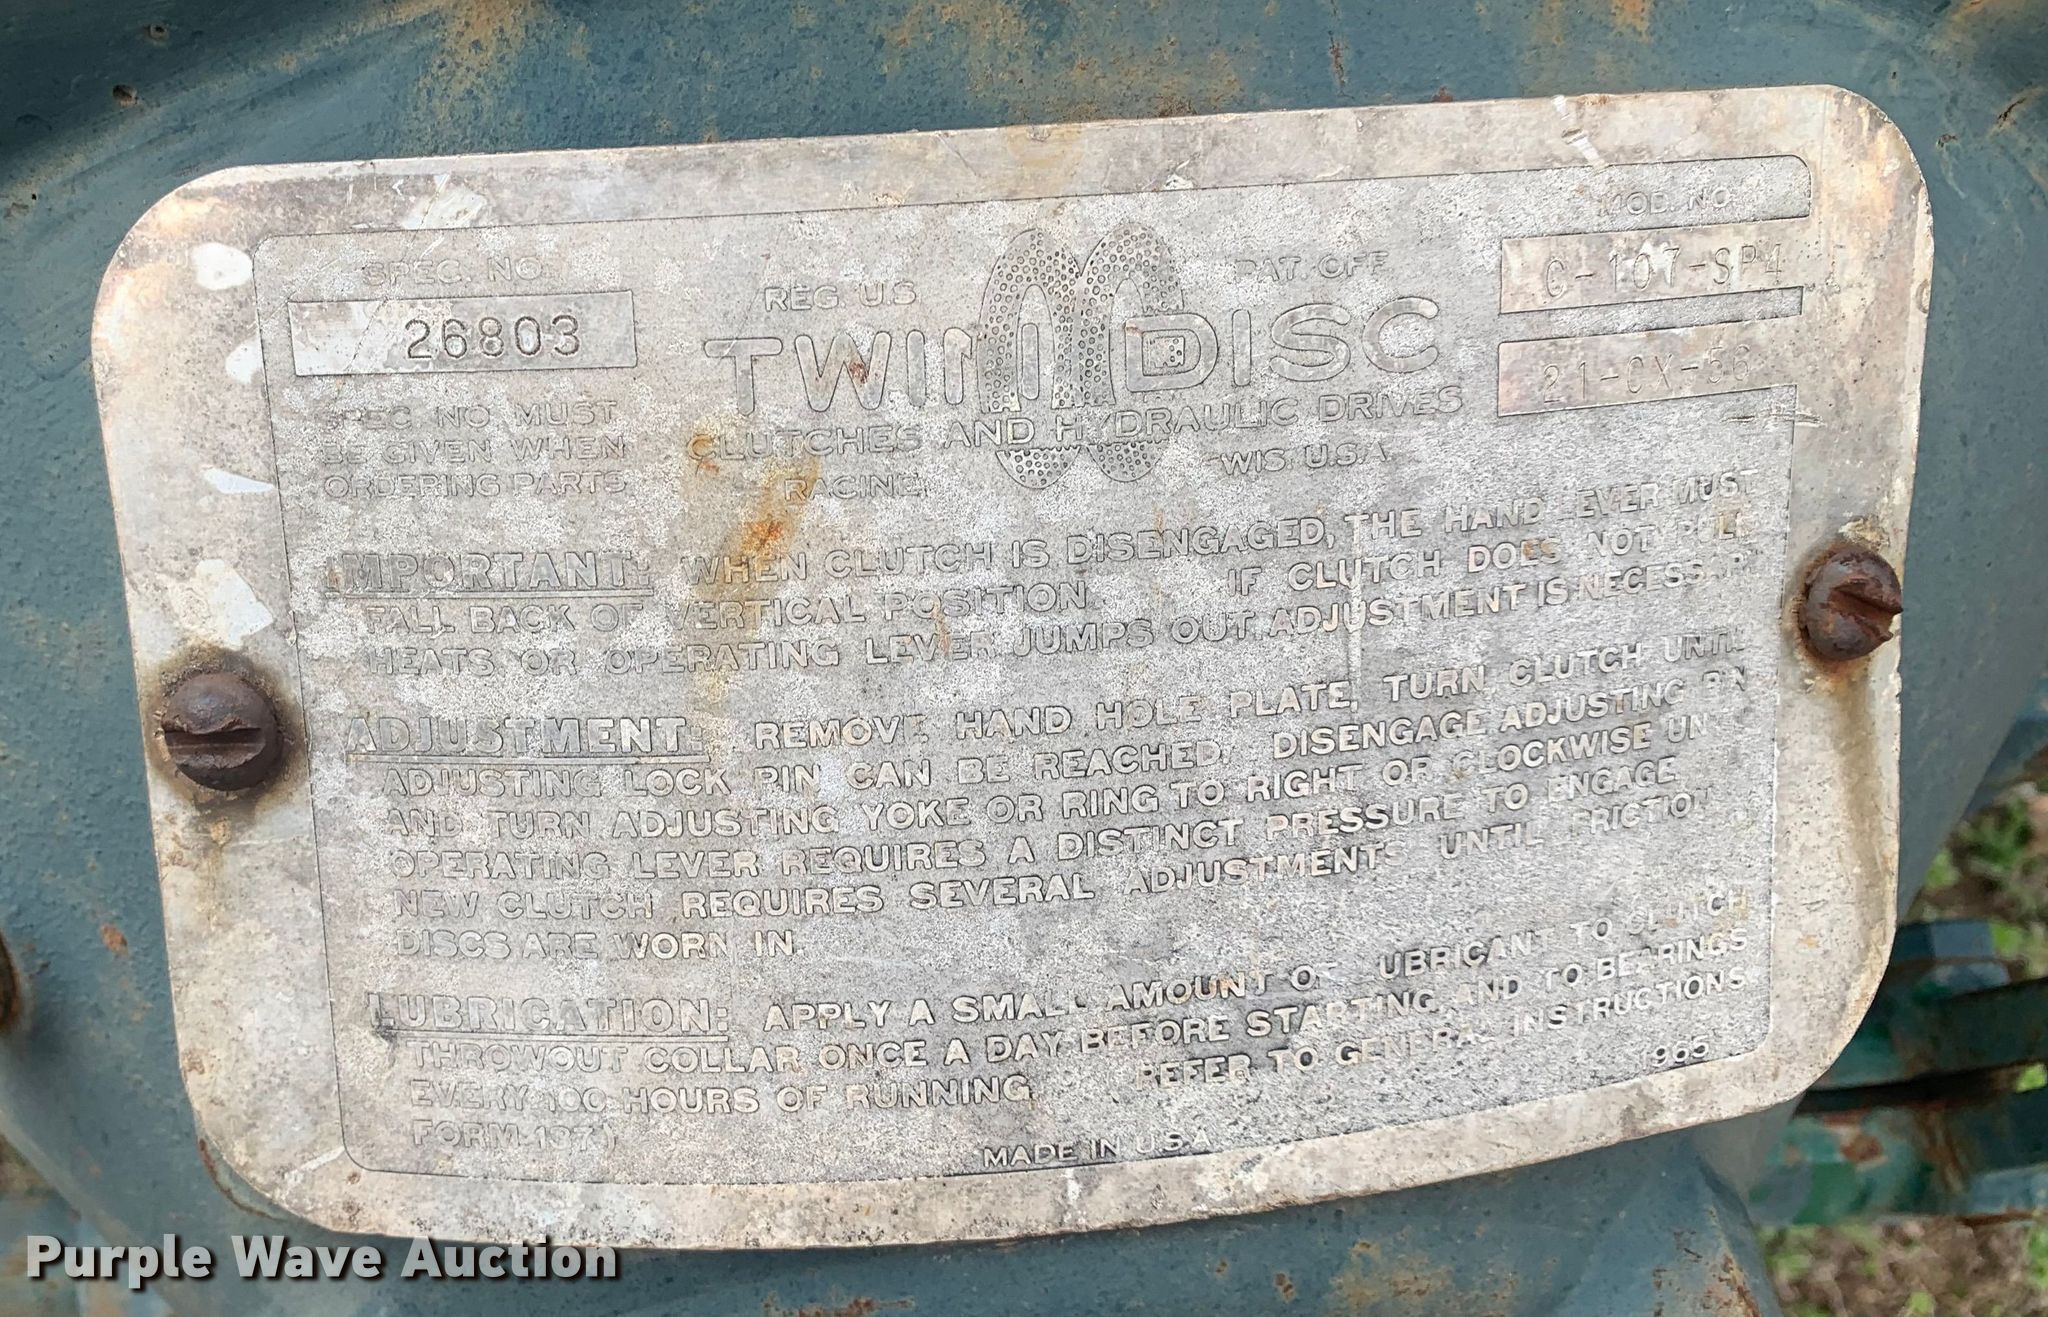 SPEC. NO.
26803
SPEC. NO. MUST
BE GIVEN WHEN
ORDERING PARTS
REG. U.S. PAT. OFF.
TWIN DISC
CLUTCHES AND HYDRAULIC DRIVES
RACINE, WIS. U.S.A.
MOD. NO.
C-107-SP4
21-CX-56
IMPORTANT: WHEN CLUTCH IS DISENGAGED, THE HAND LEVER MUST
FALL BACK OF VERTICAL POSITION. IF CLUTCH DOES NOT PULL
HEATS OR OPERATING LEVER JUMPS OUT, ADJUSTMENT IS NECESSARY
ADJUSTMENT: REMOVE HAND HOLE PLATE, TURN CLUTCH UNTIL
ADJUSTING LOCK PIN CAN BE REACHED. DISENGAGE ADJUSTING PIN
AND TURN ADJUSTING YOKE OR RING TO RIGHT OR CLOCKWISE UNTIL
OPERATING LEVER REQUIRES A DISTINCT PRESSURE TO ENGAGE
NEW CLUTCH REQUIRES SEVERAL ADJUSTMENTS UNTIL FRICTION
DISCS ARE WORN IN.
LUBRICATION: APPLY A SMALL AMOUNT OF LUBRICANT TO CLUTCH
THROWOUT COLLAR ONCE A DAY BEFORE STARTING AND TO BEARINGS
EVERY 100 HOURS OF RUNNING. REFER TO GENERAL INSTRUCTIONS.
FORM 1965
MADE IN U.S.A.
Purple Wave Auction